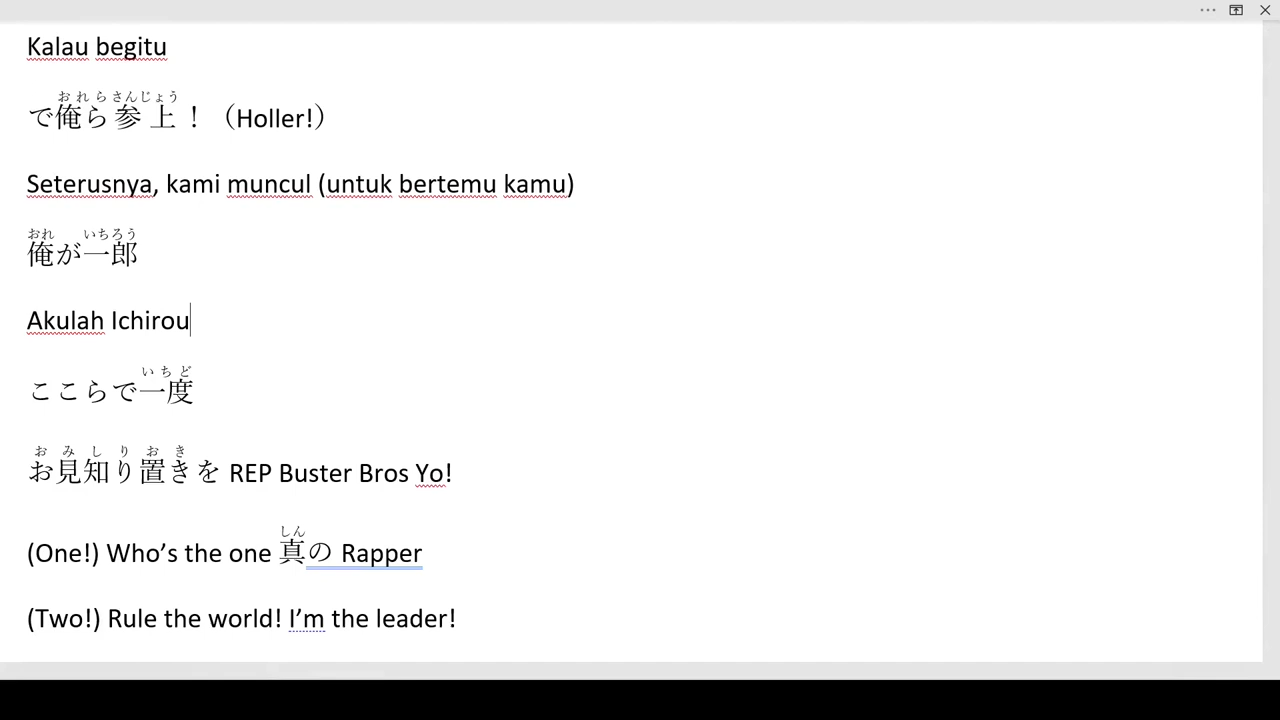 Kalau begitu
おれらさんじょう
で俺ら参上！（Holler!）
Seterusnya, kami muncul (untuk bertemu kamu)
おれ いちろう
俺が一郎
Akulah Ichirou
いちど
ここらで一度
おみしりおき
お見知り置きを REP Buster Bros Yo!
しん
(One!) Who’s the one 真の Rapper
(Two!) Rule the world! I’m the leader!